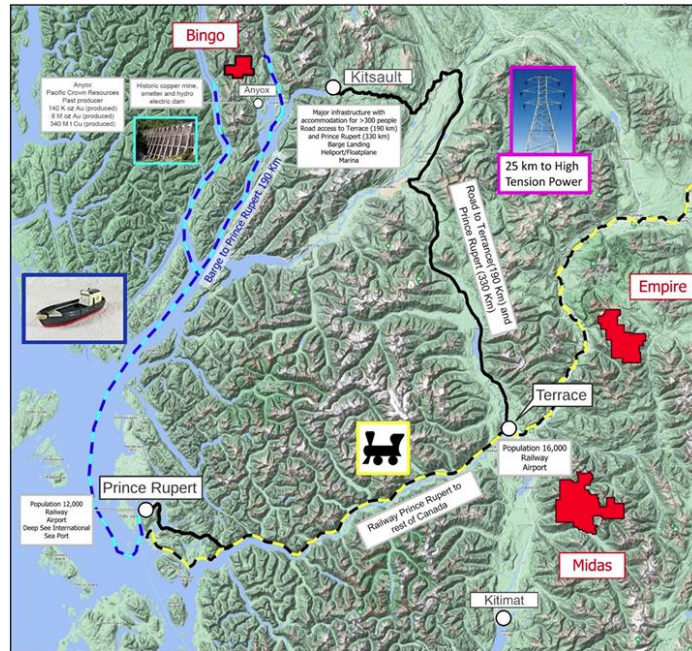 Bingo
Anyox
Pacific Crown Resources
Past producer
140 K oz Au (produced)
8 M oz Au (produced)
340 M t Cu (produced)
Historic copper mine,
smelter and hydro
electric dam
Anyox
Kitsault
Major infrastructure with
accommodation for >300 people
Road access to Terrace (190 km)
and Prince Rupert (330 km)
Barge Landing
Heliport/Floatplane
Marina
25 km to High
Tension Power
Barge to Prince Rupert 190 Km
Road to Terrance(190 Km) and
Prince Rupert (330 Km)
Empire
Terrace
Population 16,000
Railway
Airport
Prince Rupert
Population 12,000
Railway
Airport
Deep See International
Sea Port
Railway Prince Rupert to
rest of Canada
Midas
Kitimat